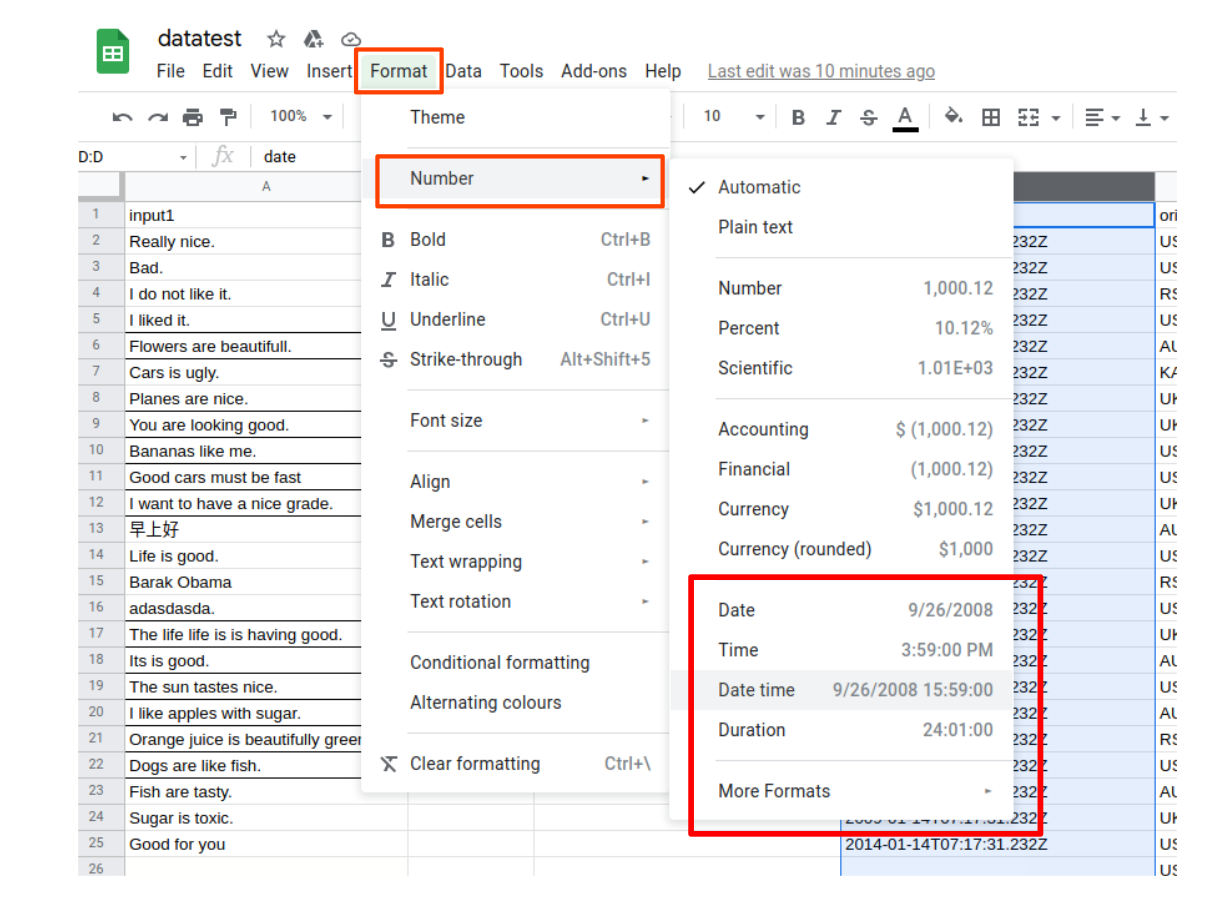 datatest
File Edit View Insert Format Data Tools Add-ons Help Last edit was 10 minutes ago
100% 10 B I S A
D:D fx date
A
1 input1 ori
2 Really nice. 232Z US
3 Bad. 232Z US
4 I do not like it. 232Z RS
5 I liked it. 232Z US
6 Flowers are beautifull. 232Z AU
7 Cars is ugly. 232Z KA
8 Planes are nice. 232Z UK
9 You are looking good. 232Z UK
10 Bananas like me. 232Z US
11 Good cars must be fast 232Z US
12 I want to have a nice grade. 232Z UK
13 早上好 232Z AU
14 Life is good. 232Z US
15 Barak Obama 232Z RS
16 adasdasda. 232Z US
17 The life life is is having good. 232Z UK
18 Its is good. 232Z AU
19 The sun tastes nice. 232Z US
20 I like apples with sugar. 232Z AU
21 Orange juice is beautifully green 232Z RS
22 Dogs are like fish. 232Z US
23 Fish are tasty. 232Z AU
24 Sugar is toxic. 2009-01-14T07:17:31.232Z UK
25 Good for you 2014-01-14T07:17:31.232Z US
26 US
Theme
Number
B Bold Ctrl+B
I Italic Ctrl+I
U Underline Ctrl+U
S Strike-through Alt+Shift+5
Font size
Align
Merge cells
Text wrapping
Text rotation
Conditional formatting
Alternating colours
Clear formatting Ctrl+\
Automatic
Plain text
Number 1,000.12
Percent 10.12%
Scientific 1.01E+03
Accounting $ (1,000.12)
Financial (1,000.12)
Currency $1,000.12
Currency (rounded) $1,000
Date 9/26/2008
Time 3:59:00 PM
Date time 9/26/2008 15:59:00
Duration 24:01:00
More Formats